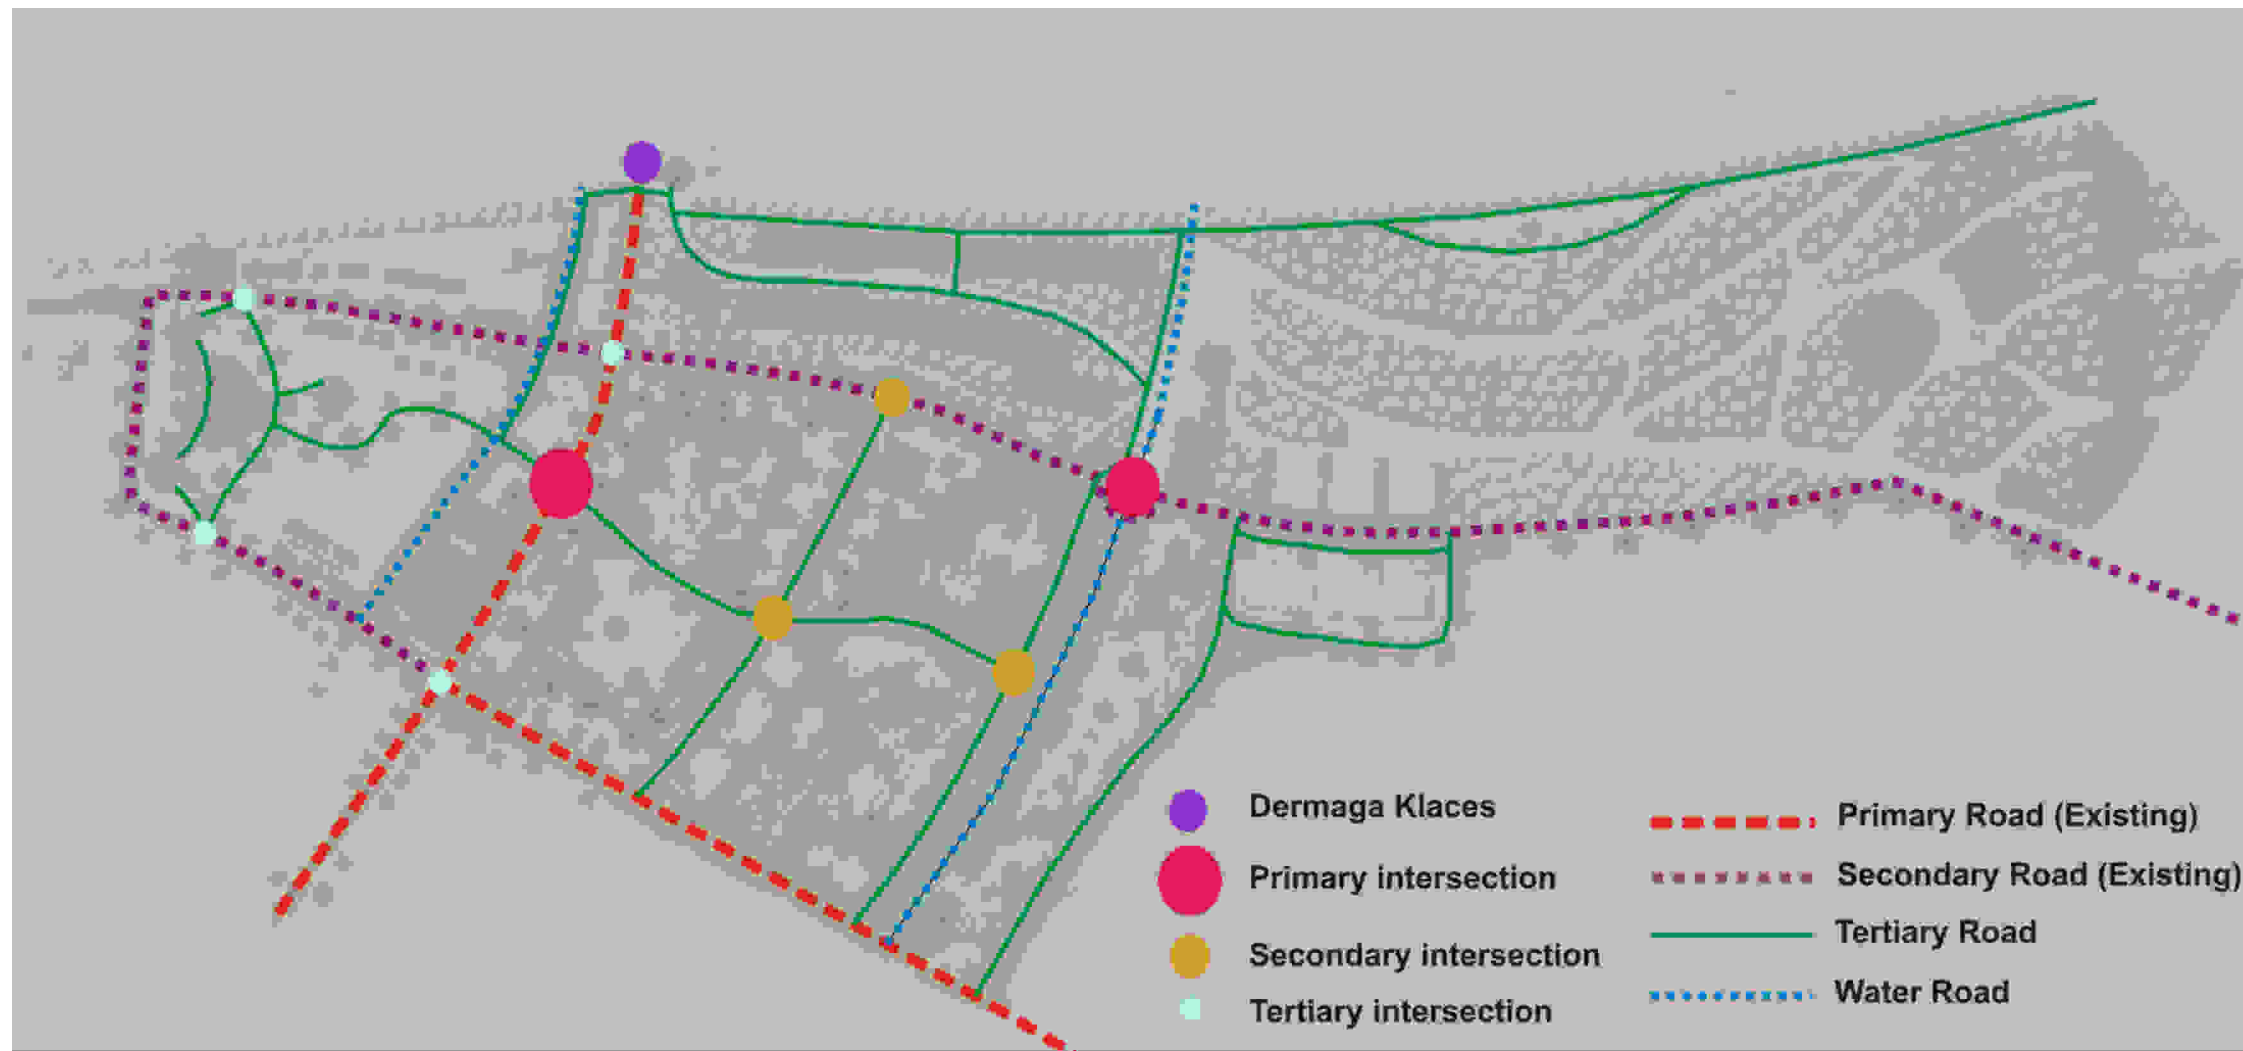 Dermaga Klaces
Primary intersection
Secondary intersection
Tertiary intersection
Primary Road (Existing)
Secondary Road (Existing)
Tertiary Road
Water Road